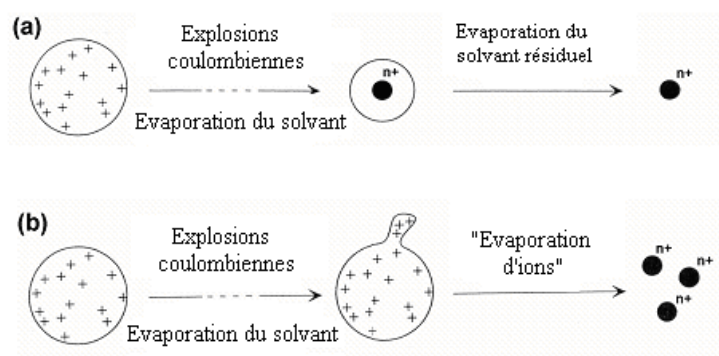 (a)
Explosions
coulombiennes
Evaporation du solvant
n+
Evaporation du
solvant résiduel
n+
(b)
Explosions
coulombiennes
Evaporation du solvant
"Evaporation
d'ions"
n+
n+
n+